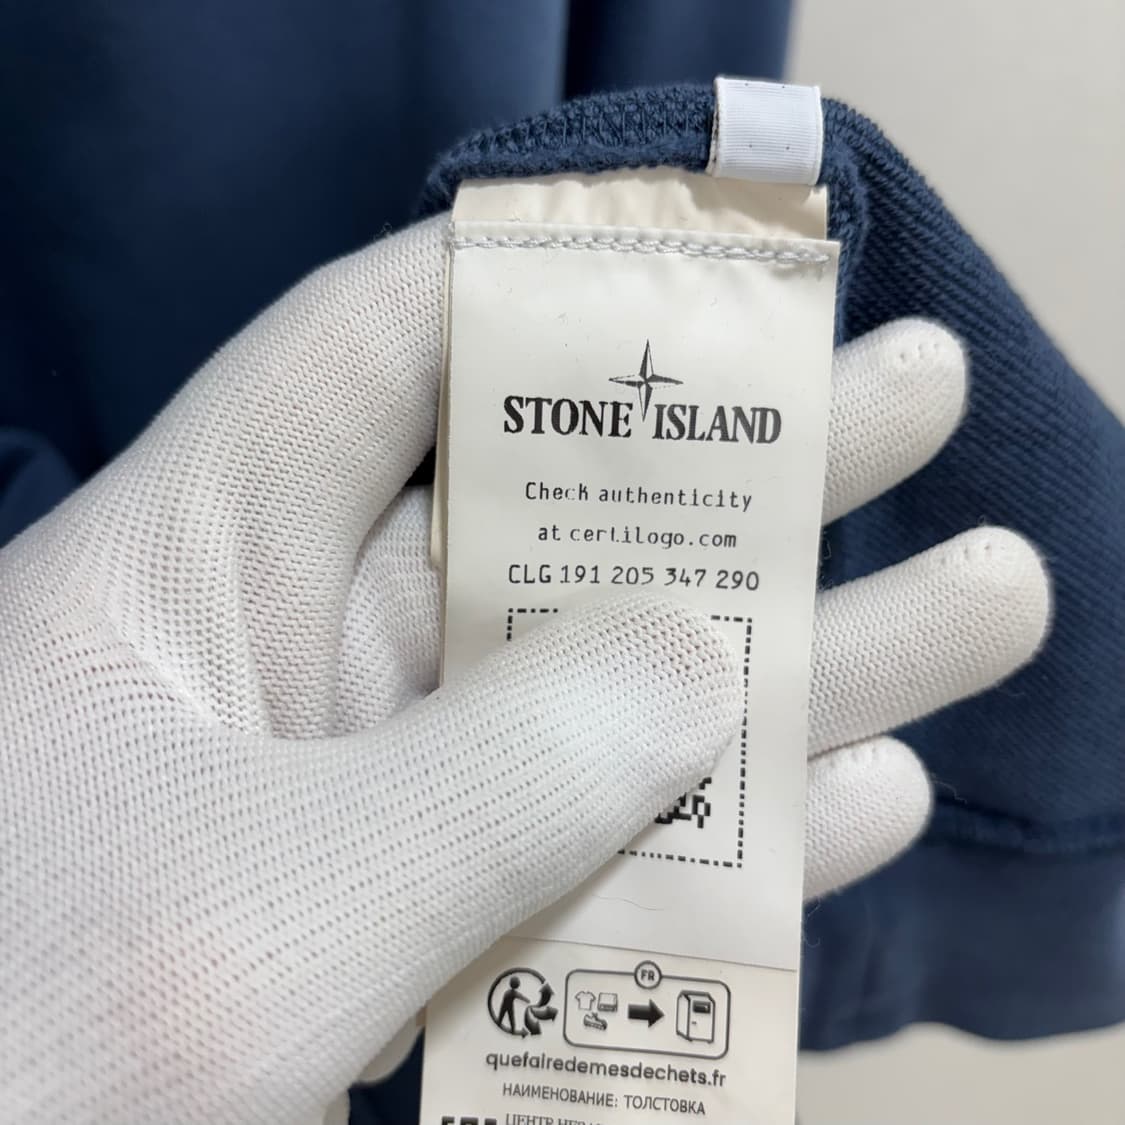 STONE ISLAND
Check authenticity
at certilogo.com
CLG 191 205 347 290
FR
quefairedemesdechets.fr
НАИМЕНОВАНИЕ: ТОЛСТОВКА